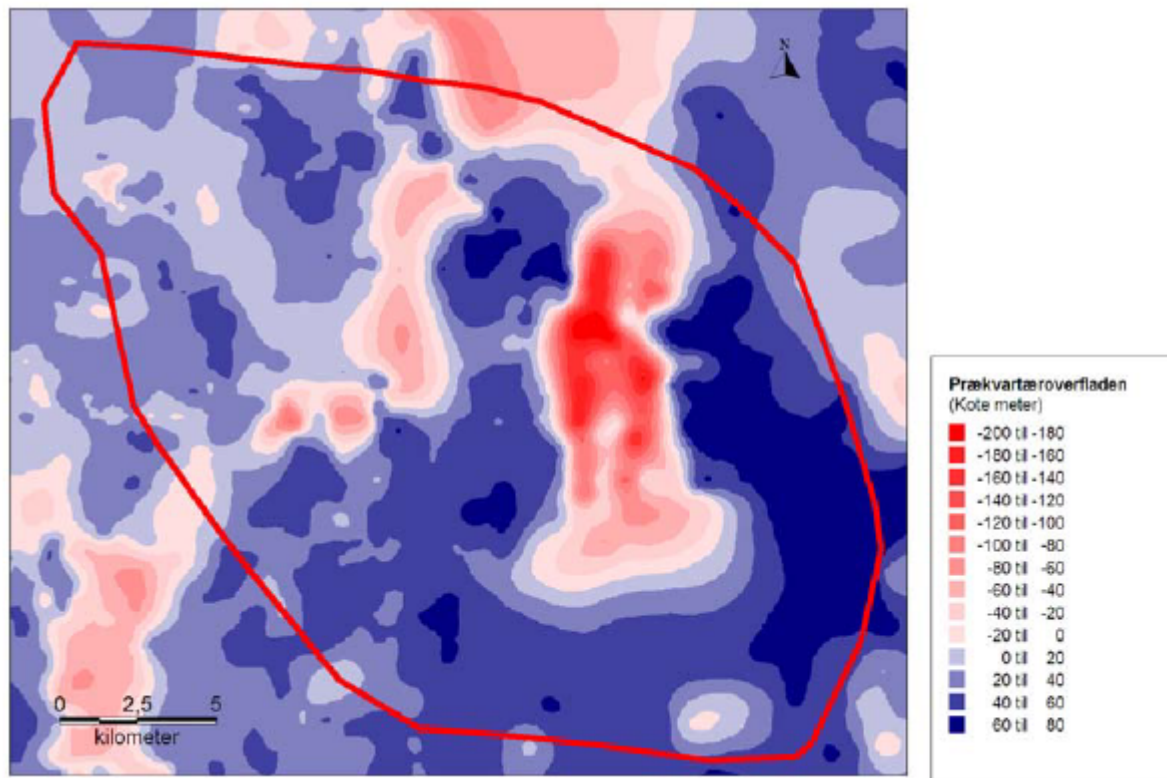 N
0 2,5 5
kilometer
Prækvartæroverfladen
(Kote meter)
-200 til -180
-180 til -160
-160 til -140
-140 til -120
-120 til -100
-100 til -80
-80 til -60
-60 til -40
-40 til -20
-20 til 0
0 til 20
20 til 40
40 til 60
60 til 80